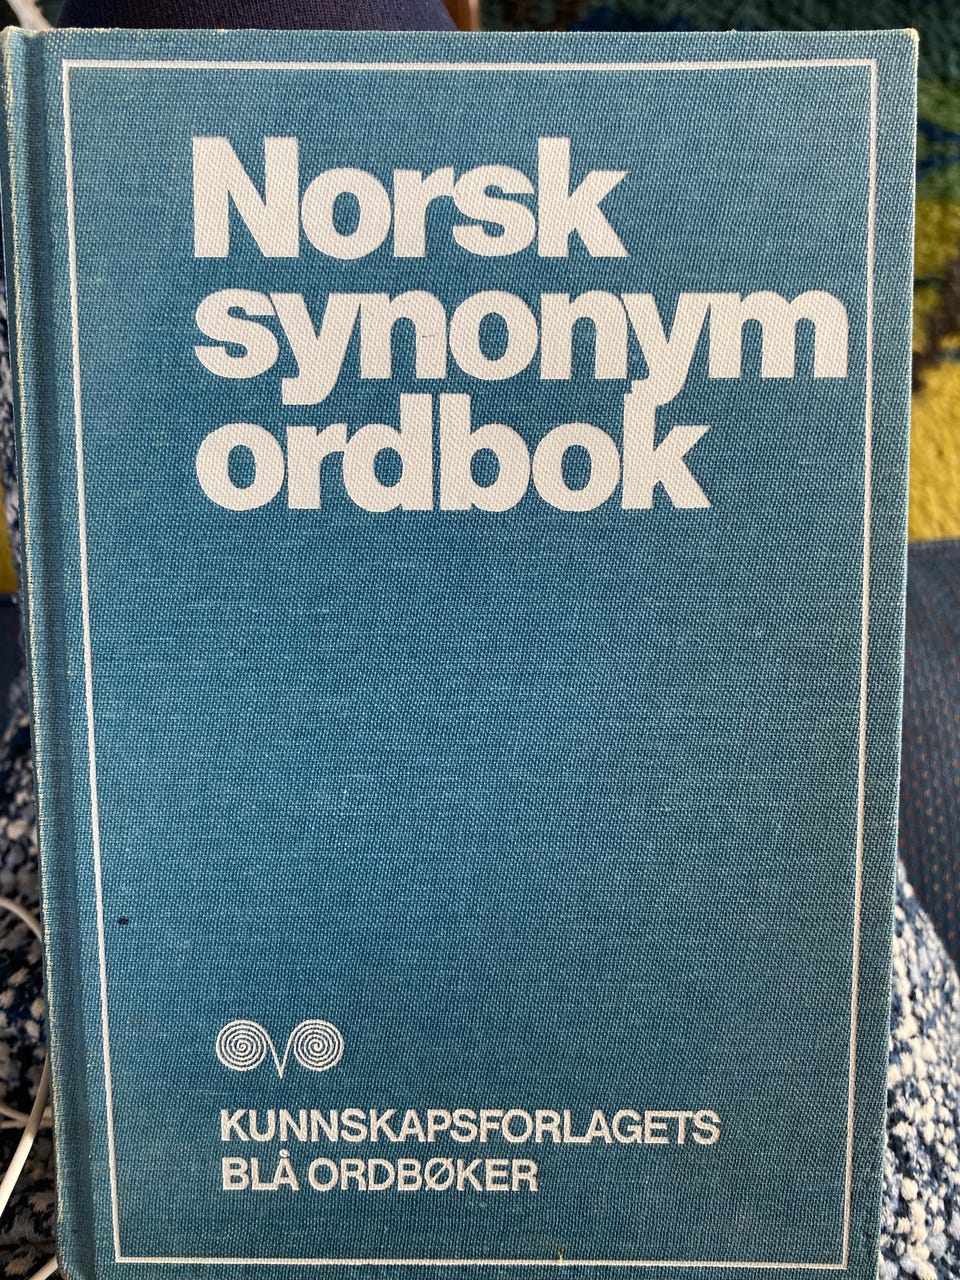 Norsk
synonym
ordbok
KUNNSKAPSFORLAGETS
BLÅ ORDBØKER